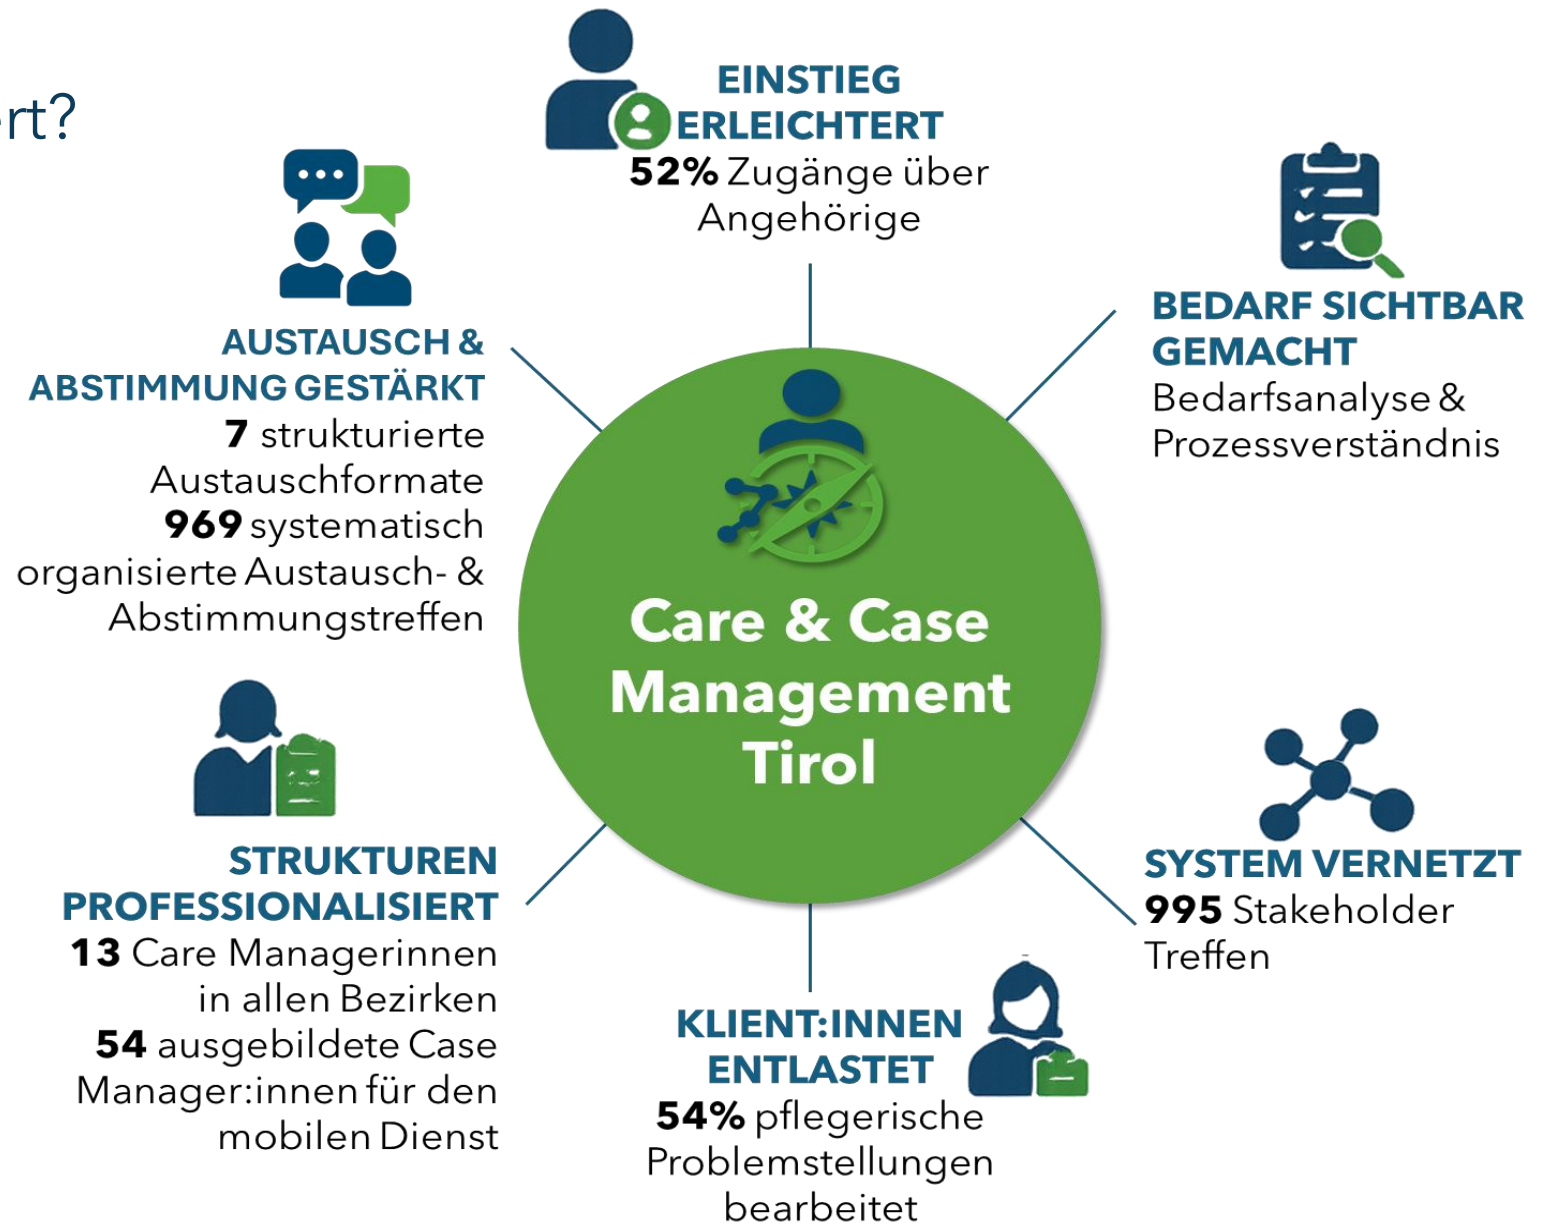 ert?
EINSTIEG
ERLEICHTERT
52% Zugänge über
Angehörige
BEDARF SICHTBAR
GEMACHT
Bedarfsanalyse &
Prozessverständnis
SYSTEM VERNETZT
995 Stakeholder
Treffen
KLIENT:INNEN
ENTLASTET
54% pflegerische
Problemstellungen
bearbeitet
STRUKTUREN
PROFESSIONALISIERT
13 Care Managerinnen
in allen Bezirken
54 ausgebildete Case
Manager:innen für den
mobilen Dienst
AUSTAUSCH &
ABSTIMMUNG GESTÄRKT
7 strukturierte
Austauschformate
969 systematisch
organisierte Austausch- &
Abstimmungstreffen
Care & Case
Management
Tirol